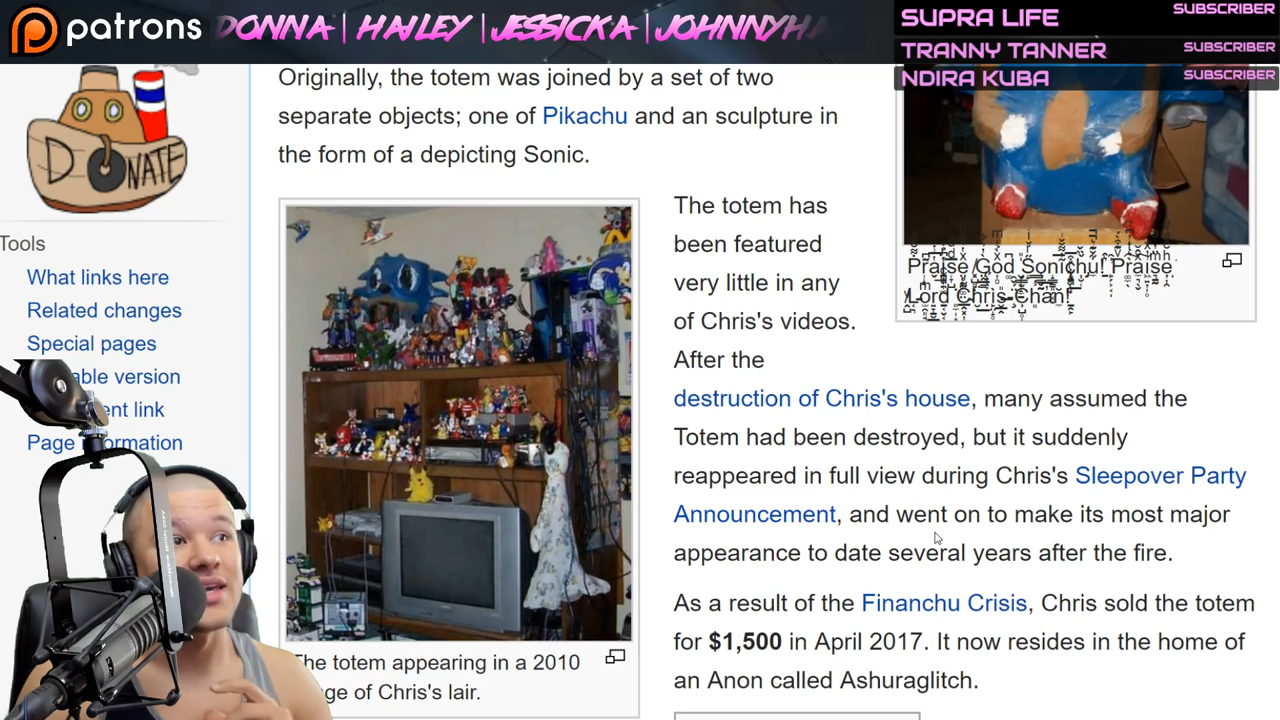 patrons
DONNA | HAILEY | JESSICKA | JOHNNYHA
SUPRA LIFE SUBSCRIBER
TRANNY TANNER SUBSCRIBER
NDIRA KUBA SUBSCRIBER
DONATE
Tools
What links here
Related changes
Special pages
able version
ent link
Page ormation
Originally, the totem was joined by a set of two
separate objects; one of Pikachu and an sculpture in
the form of a depicting Sonic.
The totem appearing in a 2010
ge of Chris's lair.
The totem has
been featured
very little in any
of Chris's videos.
After the
destruction of Chris's house, many assumed the
Totem had been destroyed, but it suddenly
reappeared in full view during Chris's Sleepover Party
Announcement, and went on to make its most major
appearance to date several years after the fire.
As a result of the Financhu Crisis, Chris sold the totem
for $1,500 in April 2017. It now resides in the home of
an Anon called Ashuraglitch.
Praise God Sonichu! Praise
Lord Chris-Chan!